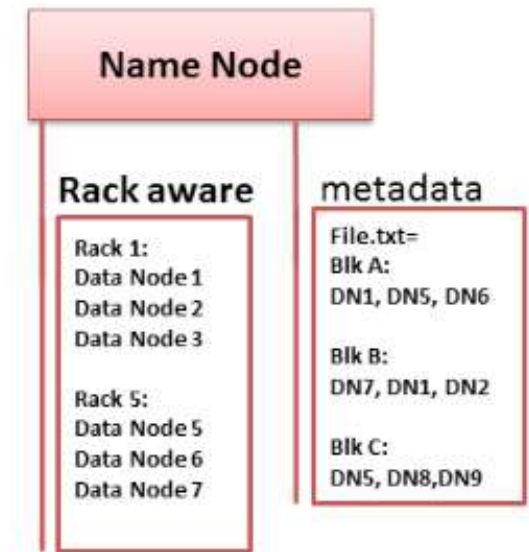 Name Node
Rack aware
Rack 1:
Data Node 1
Data Node 2
Data Node 3
Rack 5:
Data Node 5
Data Node 6
Data Node 7
metadata
File.txt=
Blk A:
DN1, DN5, DN6
Blk B:
DN7, DN1, DN2
Blk C:
DN5, DN8,DN9